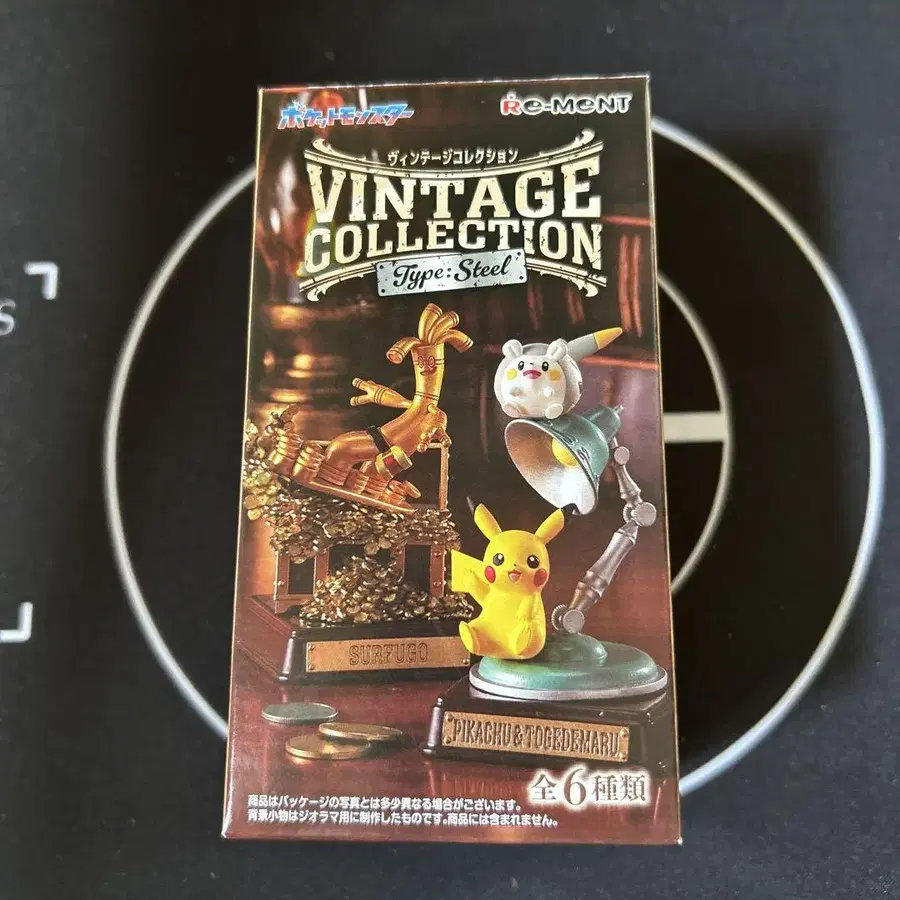 ポケットモンスター
Re-MeNT
ヴィンテージコレクション
VINTAGE
COLLECTION
Type: Steel
SURFUGO
PIKACHU & TOGEDEMARU
全6種類
商品はパッケージの写真とは多少異なる場合がございます。
背景小物はジオラマ用に制作したものです。商品には含まれません。
S